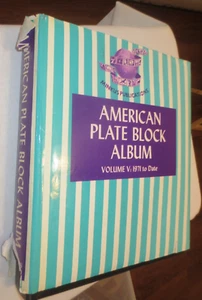 AMERICAN
PLATE BLOCK
ALBUM
VOLUME V: 1971 to Date
AMERICAN PLATE BLOCK ALBUM